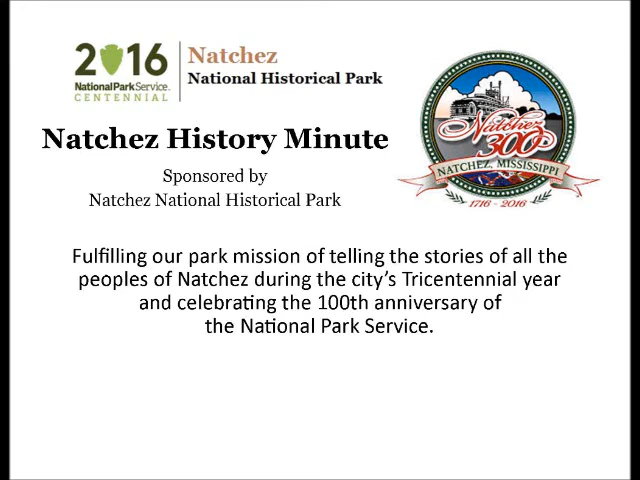 2016
National Park Service
CENTENNIAL
Natchez
National Historical Park
Natchez History Minute
Sponsored by
Natchez National Historical Park
Natchez
300
NATCHEZ, MISSISSIPPI
1716 - 2016
Fulfilling our park mission of telling the stories of all the
peoples of Natchez during the city’s Tricentennial year
and celebrating the 100th anniversary of
the National Park Service.